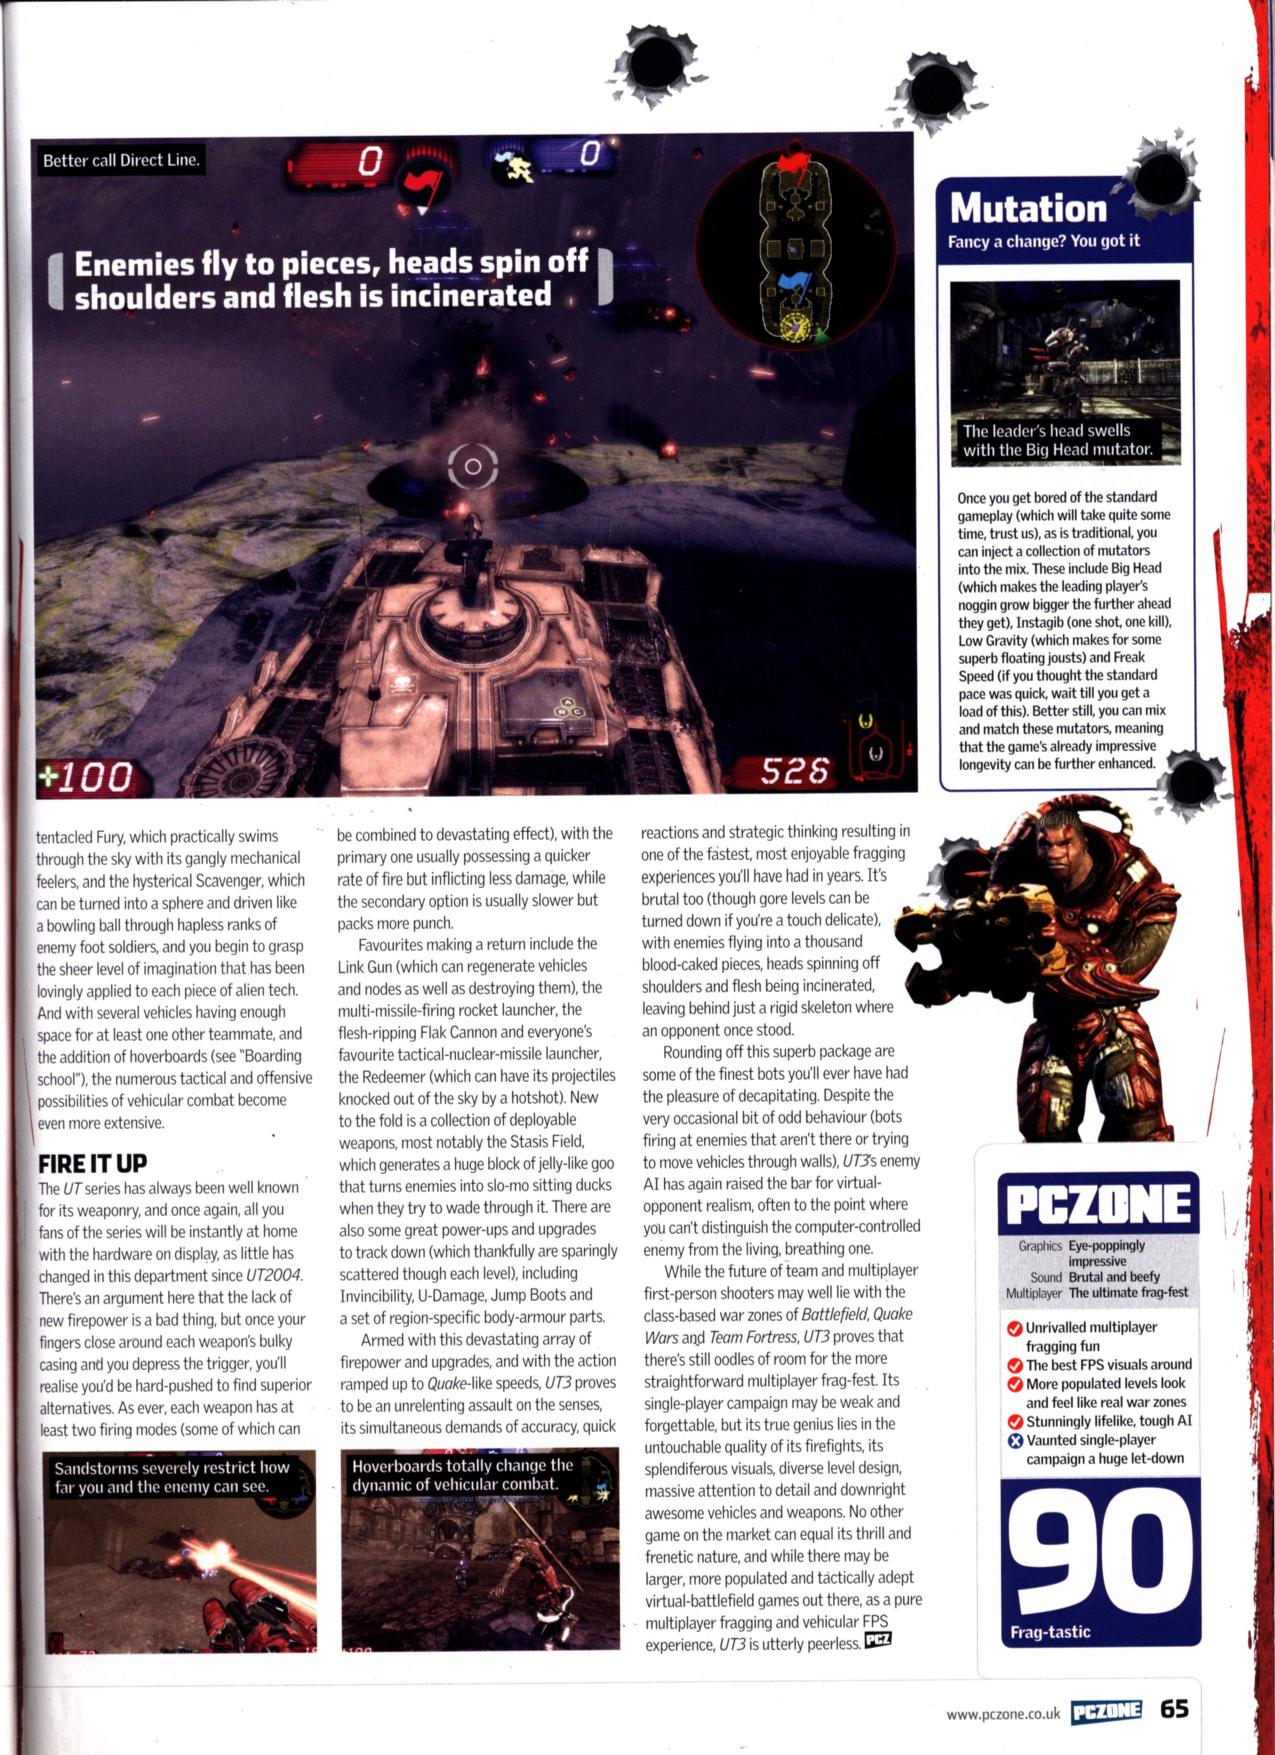 Better call Direct Line.
0
0
Enemies fly to pieces, heads spin off
shoulders and flesh is incinerated
+100
528
Mutation
Fancy a change? You got it
The leader's head swells
with the Big Head mutator.
Once you get bored of the standard
gameplay (which will take quite some
time, trust us), as is traditional, you
can inject a collection of mutators
into the mix. These include Big Head
(which makes the leading player's
noggin grow bigger the further ahead
they get), Instagib (one shot, one kill),
Low Gravity (which makes for some
superb floating jousts) and Freak
Speed (if you thought the standard
pace was quick, wait till you get a
load of this). Better still, you can mix
and match these mutators, meaning
that the game's already impressive
longevity can be further enhanced.
tentacled Fury, which practically swims
through the sky with its gangly mechanical
feelers, and the hysterical Scavenger, which
can be turned into a sphere and driven like
a bowling ball through hapless ranks of
enemy foot soldiers, and you begin to grasp
the sheer level of imagination that has been
lovingly applied to each piece of alien tech.
And with several vehicles having enough
space for at least one other teammate, and
the addition of hoverboards (see "Boarding
school"), the numerous tactical and offensive
possibilities of vehicular combat become
even more extensive.
FIRE IT UP
The UT series has always been well known
for its weaponry, and once again, all you
fans of the series will be instantly at home
with the hardware on display, as little has
changed in this department since UT2004.
There's an argument here that the lack of
new firepower is a bad thing, but once your
fingers close around each weapon's bulky
casing and you depress the trigger, you'll
realise you'd be hard-pushed to find superior
alternatives. As ever, each weapon has at
least two firing modes (some of which can
be combined to devastating effect), with the
primary one usually possessing a quicker
rate of fire but inflicting less damage, while
the secondary option is usually slower but
packs more punch.
Favourites making a return include the
Link Gun (which can regenerate vehicles
and nodes as well as destroying them), the
multi-missile-firing rocket launcher, the
flesh-ripping Flak Cannon and everyone's
favourite tactical-nuclear-missile launcher,
the Redeemer (which can have its projectiles
knocked out of the sky by a hotshot). New
to the fold is a collection of deployable
weapons, most notably the Stasis Field,
which generates a huge block of jelly-like goo
that turns enemies into slo-mo sitting ducks
when they try to wade through it. There are
also some great power-ups and upgrades
to track down (which thankfully are sparingly
scattered though each level), including
Invincibility, U-Damage, Jump Boots and
a set of region-specific body-armour parts.
Armed with this devastating array of
firepower and upgrades, and with the action
ramped up to Quake-like speeds, UT3 proves
to be an unrelenting assault on the senses,
its simultaneous demands of accuracy, quick
reactions and strategic thinking resulting in
one of the fastest, most enjoyable fragging
experiences you'll have had in years. It's
brutal too (though gore levels can be
turned down if you're a touch delicate),
with enemies flying into a thousand
blood-caked pieces, heads spinning off
shoulders and flesh being incinerated,
leaving behind just a rigid skeleton where
an opponent once stood.
Rounding off this superb package are
some of the finest bots you'll ever have had
the pleasure of decapitating. Despite the
very occasional bit of odd behaviour (bots
firing at enemies that aren't there or trying
to move vehicles through walls), UT3's enemy
AI has again raised the bar for virtual-
opponent realism, often to the point where
you can't distinguish the computer-controlled
enemy from the living, breathing one.
While the future of team and multiplayer
first-person shooters may well lie with the
class-based war zones of Battlefield, Quake
Wars and Team Fortress, UT3 proves that
there's still oodles of room for the more
straightforward multiplayer frag-fest. Its
single-player campaign may be weak and
forgettable, but its true genius lies in the
untouchable quality of its firefights, its
splendiferous visuals, diverse level design,
massive attention to detail and downright
awesome vehicles and weapons. No other
game on the market can equal its thrill and
frenetic nature, and while there may be
larger, more populated and tactically adept
virtual-battlefield games out there, as a pure
multiplayer fragging and vehicular FPS
experience, UT3 is utterly peerless. PCZ
Sandstorms severely restrict how
far you and the enemy can see.
Hoverboards totally change the
dynamic of vehicular combat.
PCZONE
Graphics Eye-poppingly
impressive
Sound Brutal and beefy
Multiplayer The ultimate frag-fest
Unrivalled multiplayer
fragging fun
The best FPS visuals around
More populated levels look
and feel like real war zones
Stunningly lifelike, tough AI
Vaunted single-player
campaign a huge let-down
90
Frag-tastic
www.pczone.co.uk PCZONE 65